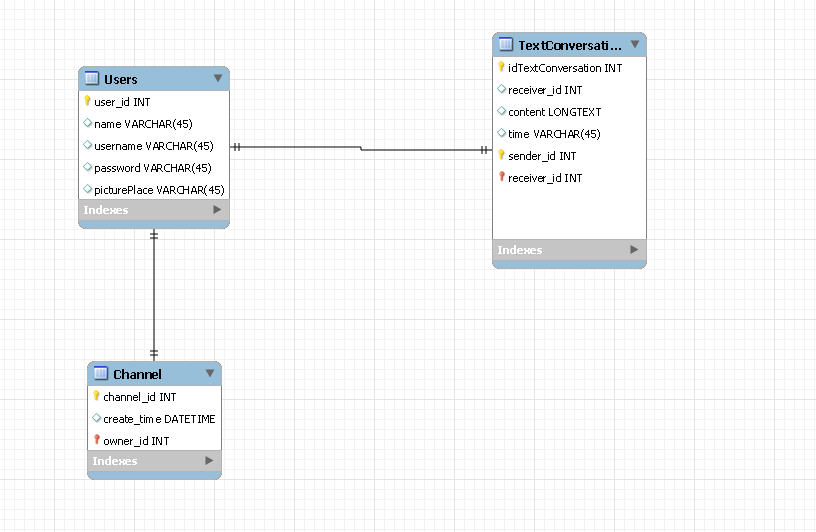 Users
user_id INT
name VARCHAR(45)
username VARCHAR(45)
password VARCHAR(45)
picturePlace VARCHAR(45)
Indexes
TextConversati...
idTextConversation INT
receiver_id INT
content LONGTEXT
time VARCHAR(45)
sender_id INT
receiver_id INT
Indexes
Channel
channel_id INT
create_time DATETIME
owner_id INT
Indexes